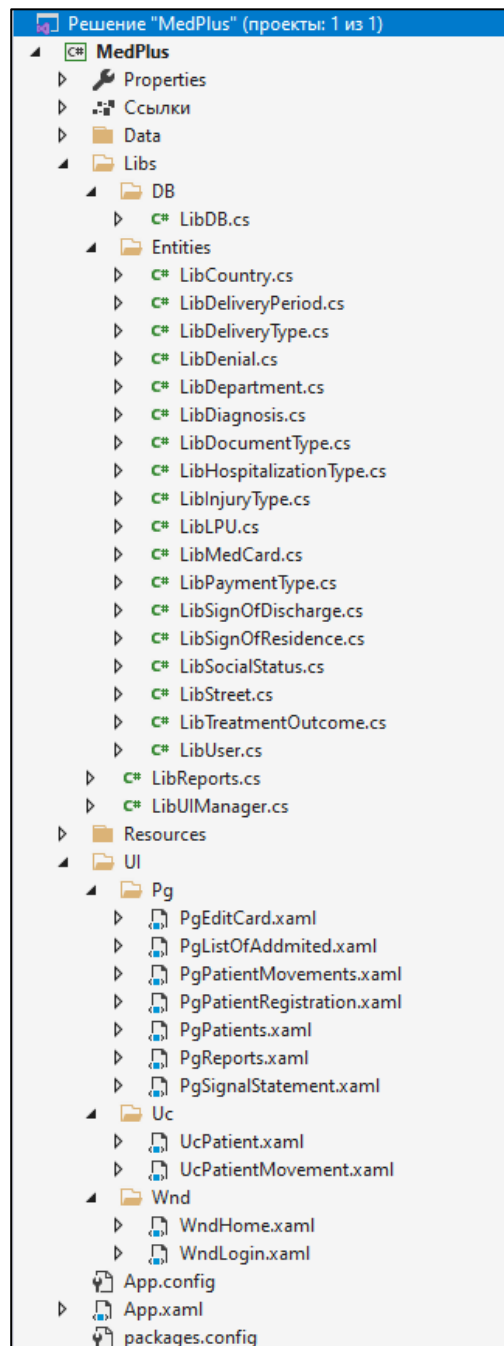 Решение "MedPlus" (проекты: 1 из 1)
C# MedPlus
Properties
Ссылки
Data
Libs
DB
C# LibDB.cs
Entities
C# LibCountry.cs
C# LibDeliveryPeriod.cs
C# LibDeliveryType.cs
C# LibDenial.cs
C# LibDepartment.cs
C# LibDiagnosis.cs
C# LibDocumentType.cs
C# LibHospitalizationType.cs
C# LibInjuryType.cs
C# LibLPU.cs
C# LibMedCard.cs
C# LibPaymentType.cs
C# LibSignOfDischarge.cs
C# LibSignOfResidence.cs
C# LibSocialStatus.cs
C# LibStreet.cs
C# LibTreatmentOutcome.cs
C# LibUser.cs
C# LibReports.cs
C# LibUIManager.cs
Resources
UI
Pg
PgEditCard.xaml
PgListOfAddmited.xaml
PgPatientMovements.xaml
PgPatientRegistration.xaml
PgPatients.xaml
PgReports.xaml
PgSignalStatement.xaml
Uc
UcPatient.xaml
UcPatientMovement.xaml
Wnd
WndHome.xaml
WndLogin.xaml
App.config
App.xaml
packages.config